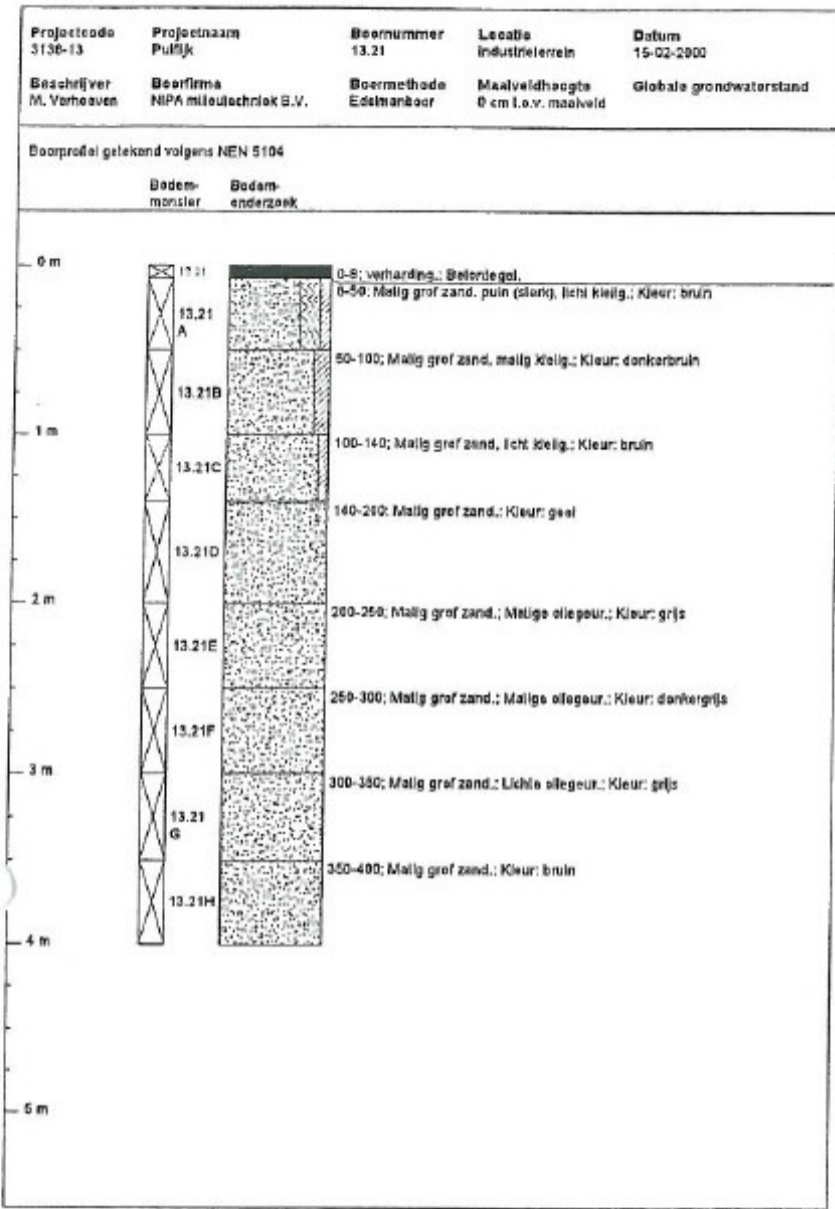 Projectcode Projectnaam Boornummer Locatie Datum
3136-13 Puiflijk 13.21 Industrieterrein 15-02-2000
Beschrijver Boorfirma Boormethode Maaiveldhoogte Globale grondwaterstand
M. Verhoeven NIPA milieutechniek B.V. Edelmanboor 0 cm t.o.v. maaiveld
Boorprofiel getekend volgens NEN 5104
Bodem- Bodem-
monster onderzoek
0 m
0-8; verharding.; Betontegel.
13.21 8-50; Matig grof zand, puin (sterk), licht kleiig.; Kleur: bruin
A
50-100; Matig grof zand, matig kleiig.; Kleur: donkerbruin
13.21B
1 m
100-140; Matig grof zand, licht kleiig.; Kleur: bruin
13.21C
140-200; Matig grof zand.; Kleur: geel
13.21D
2 m
200-250; Matig grof zand.; Matige oliegeur.; Kleur: grijs
13.21E
250-300; Matig grof zand.; Matige oliegeur.; Kleur: donkergrijs
13.21F
3 m
300-350; Matig grof zand.; Lichte oliegeur.; Kleur: grijs
13.21
G
350-400; Matig grof zand.; Kleur: bruin
13.21H
4 m
5 m